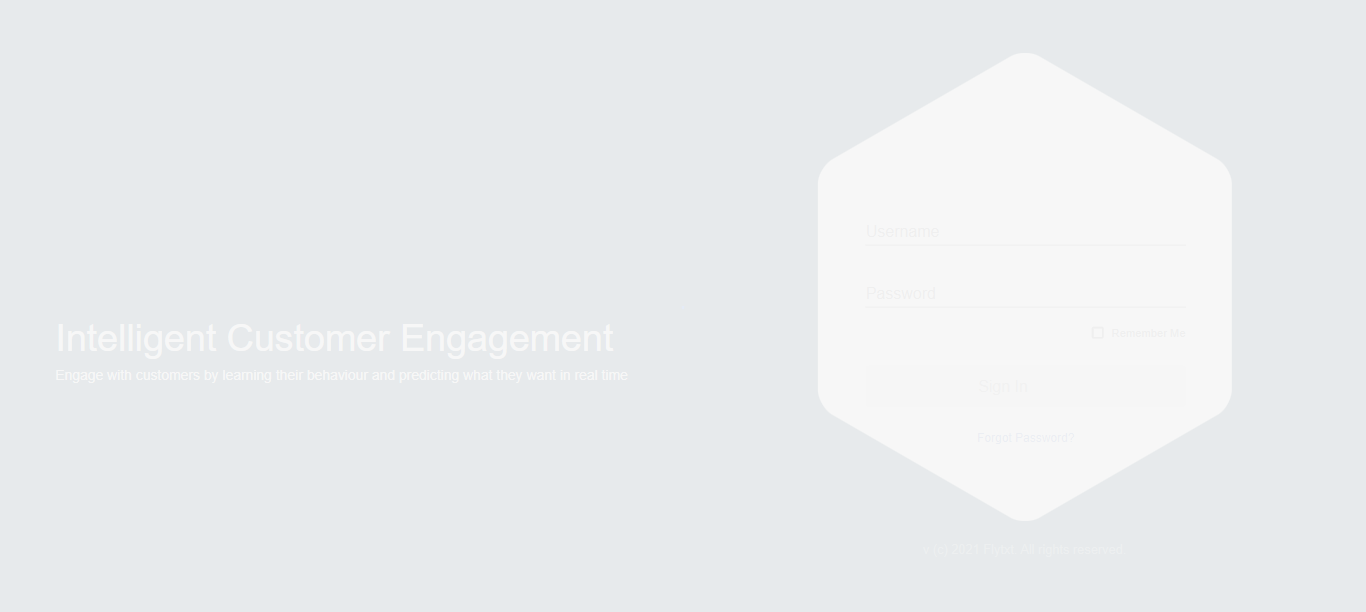 Username
Password
Intelligent Customer Engagement
Remember Me
Engage with customers by learning their behaviour and predicting what they want in real time
Sign In
Forgot Password?
(c) 2021 Flytxt. All rights reserved.